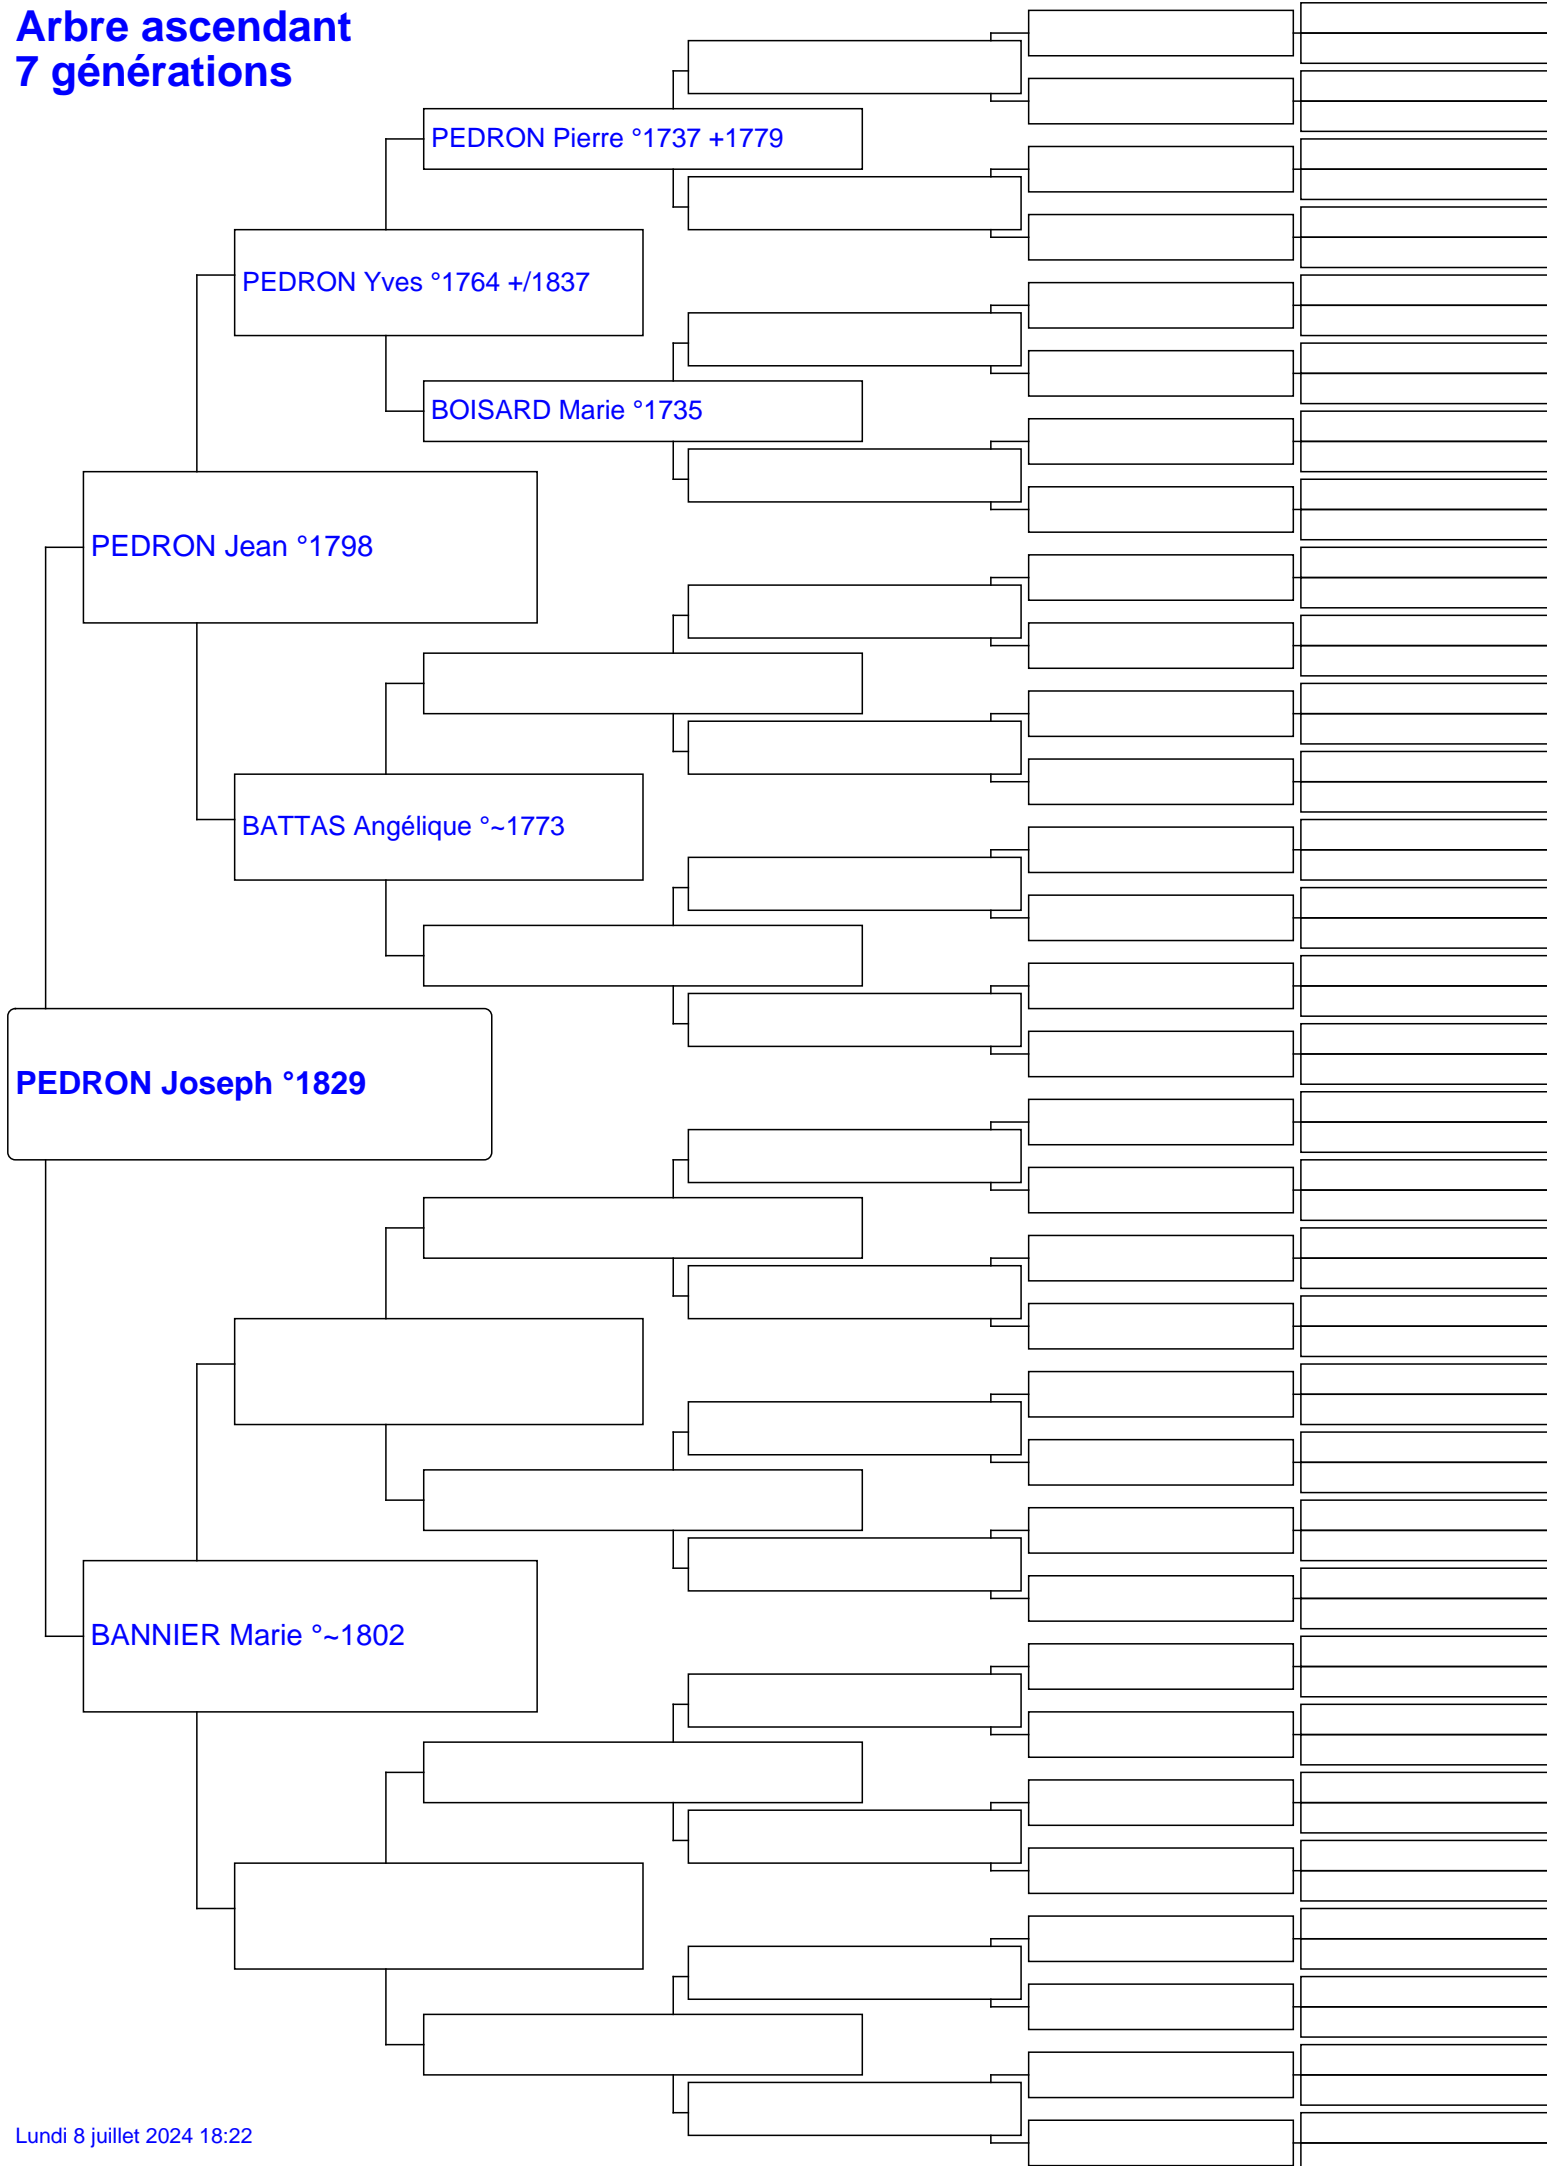 Arbre ascendant
7 générations
PEDRON Pierre °1737 +1779
PEDRON Yves °1764 +/1837
BOISARD Marie °1735
PEDRON Jean °1798
BATTAS Angélique °~1773
PEDRON Joseph °1829
BANNIER Marie °~1802
Lundi 8 juillet 2024 18:22